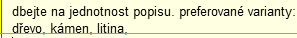 dbejte na jednotnost popisu. preferované varianty:
dřevo, kámen, litina,